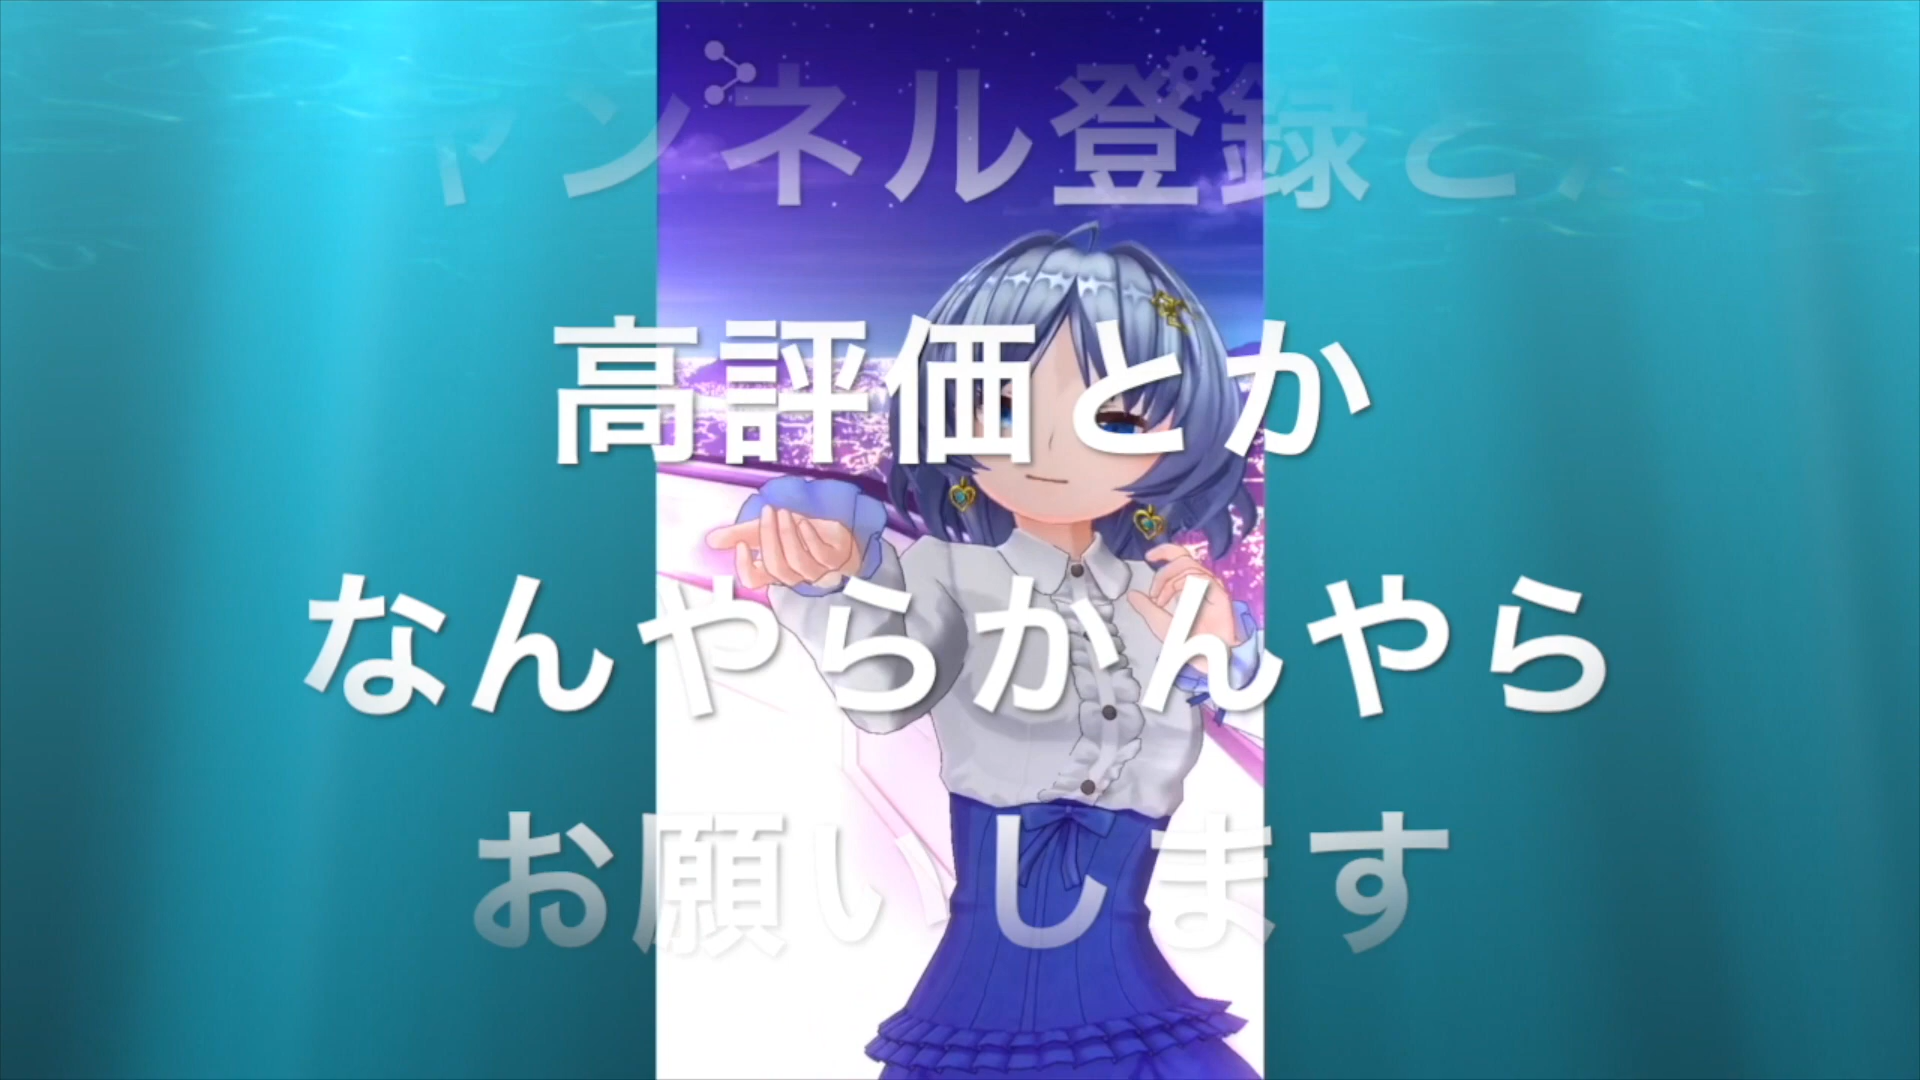 ャンネル登録と
高評価とか
なんやらかんやら
お願いします